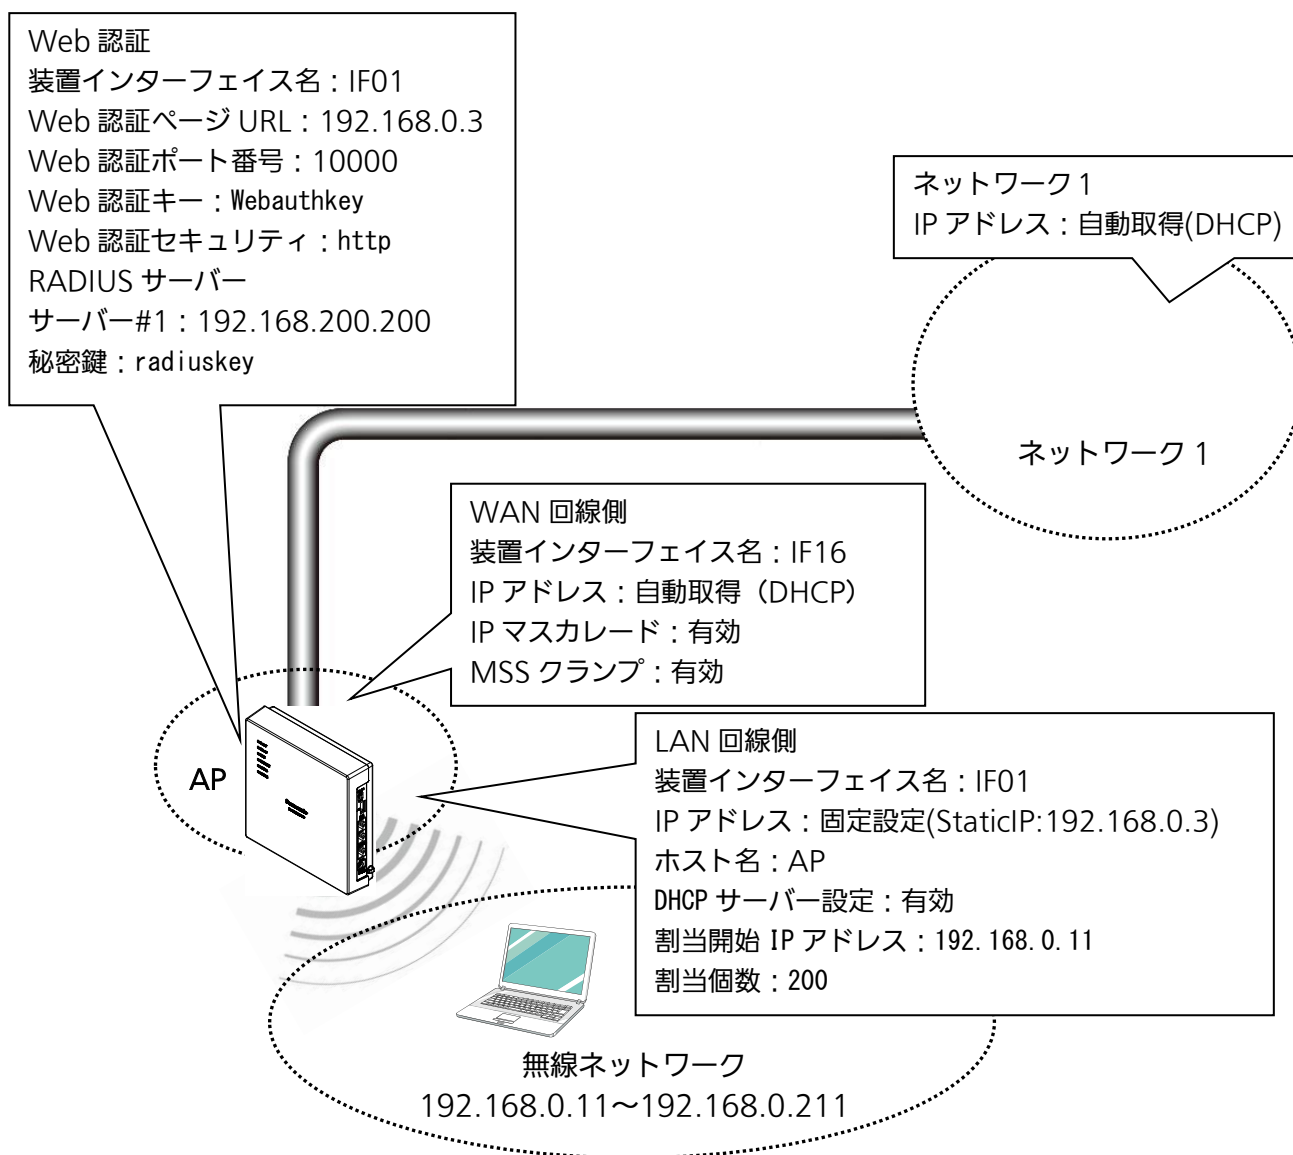 Web 認証
装置インターフェイス名：IF01
Web 認証ページ URL：192.168.0.3
Web 認証ポート番号：10000
Web 認証キー：Webauthkey
Web 認証セキュリティ：http
RADIUS サーバー
サーバー#1：192.168.200.200
秘密鍵：radiuskey
ネットワーク1
IP アドレス：自動取得(DHCP)
ネットワーク 1
WAN 回線側
装置インターフェイス名：IF16
IP アドレス：自動取得（DHCP）
IP マスカレード：有効
MSS クランプ：有効
AP
LAN 回線側
装置インターフェイス名：IF01
IP アドレス：固定設定(StaticIP:192.168.0.3)
ホスト名：AP
DHCP サーバー設定：有効
割当開始 IP アドレス：192.168.0.11
割当個数：200
無線ネットワーク
192.168.0.11～192.168.0.211